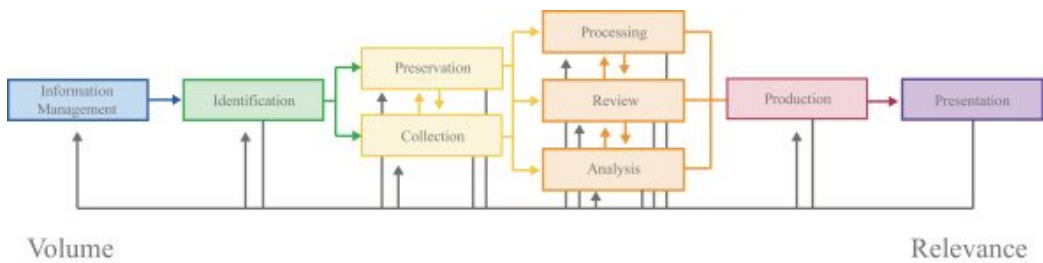 Information
Management
Identification
Preservation
Collection
Processing
Review
Analysis
Production
Presentation
Volume
Relevance